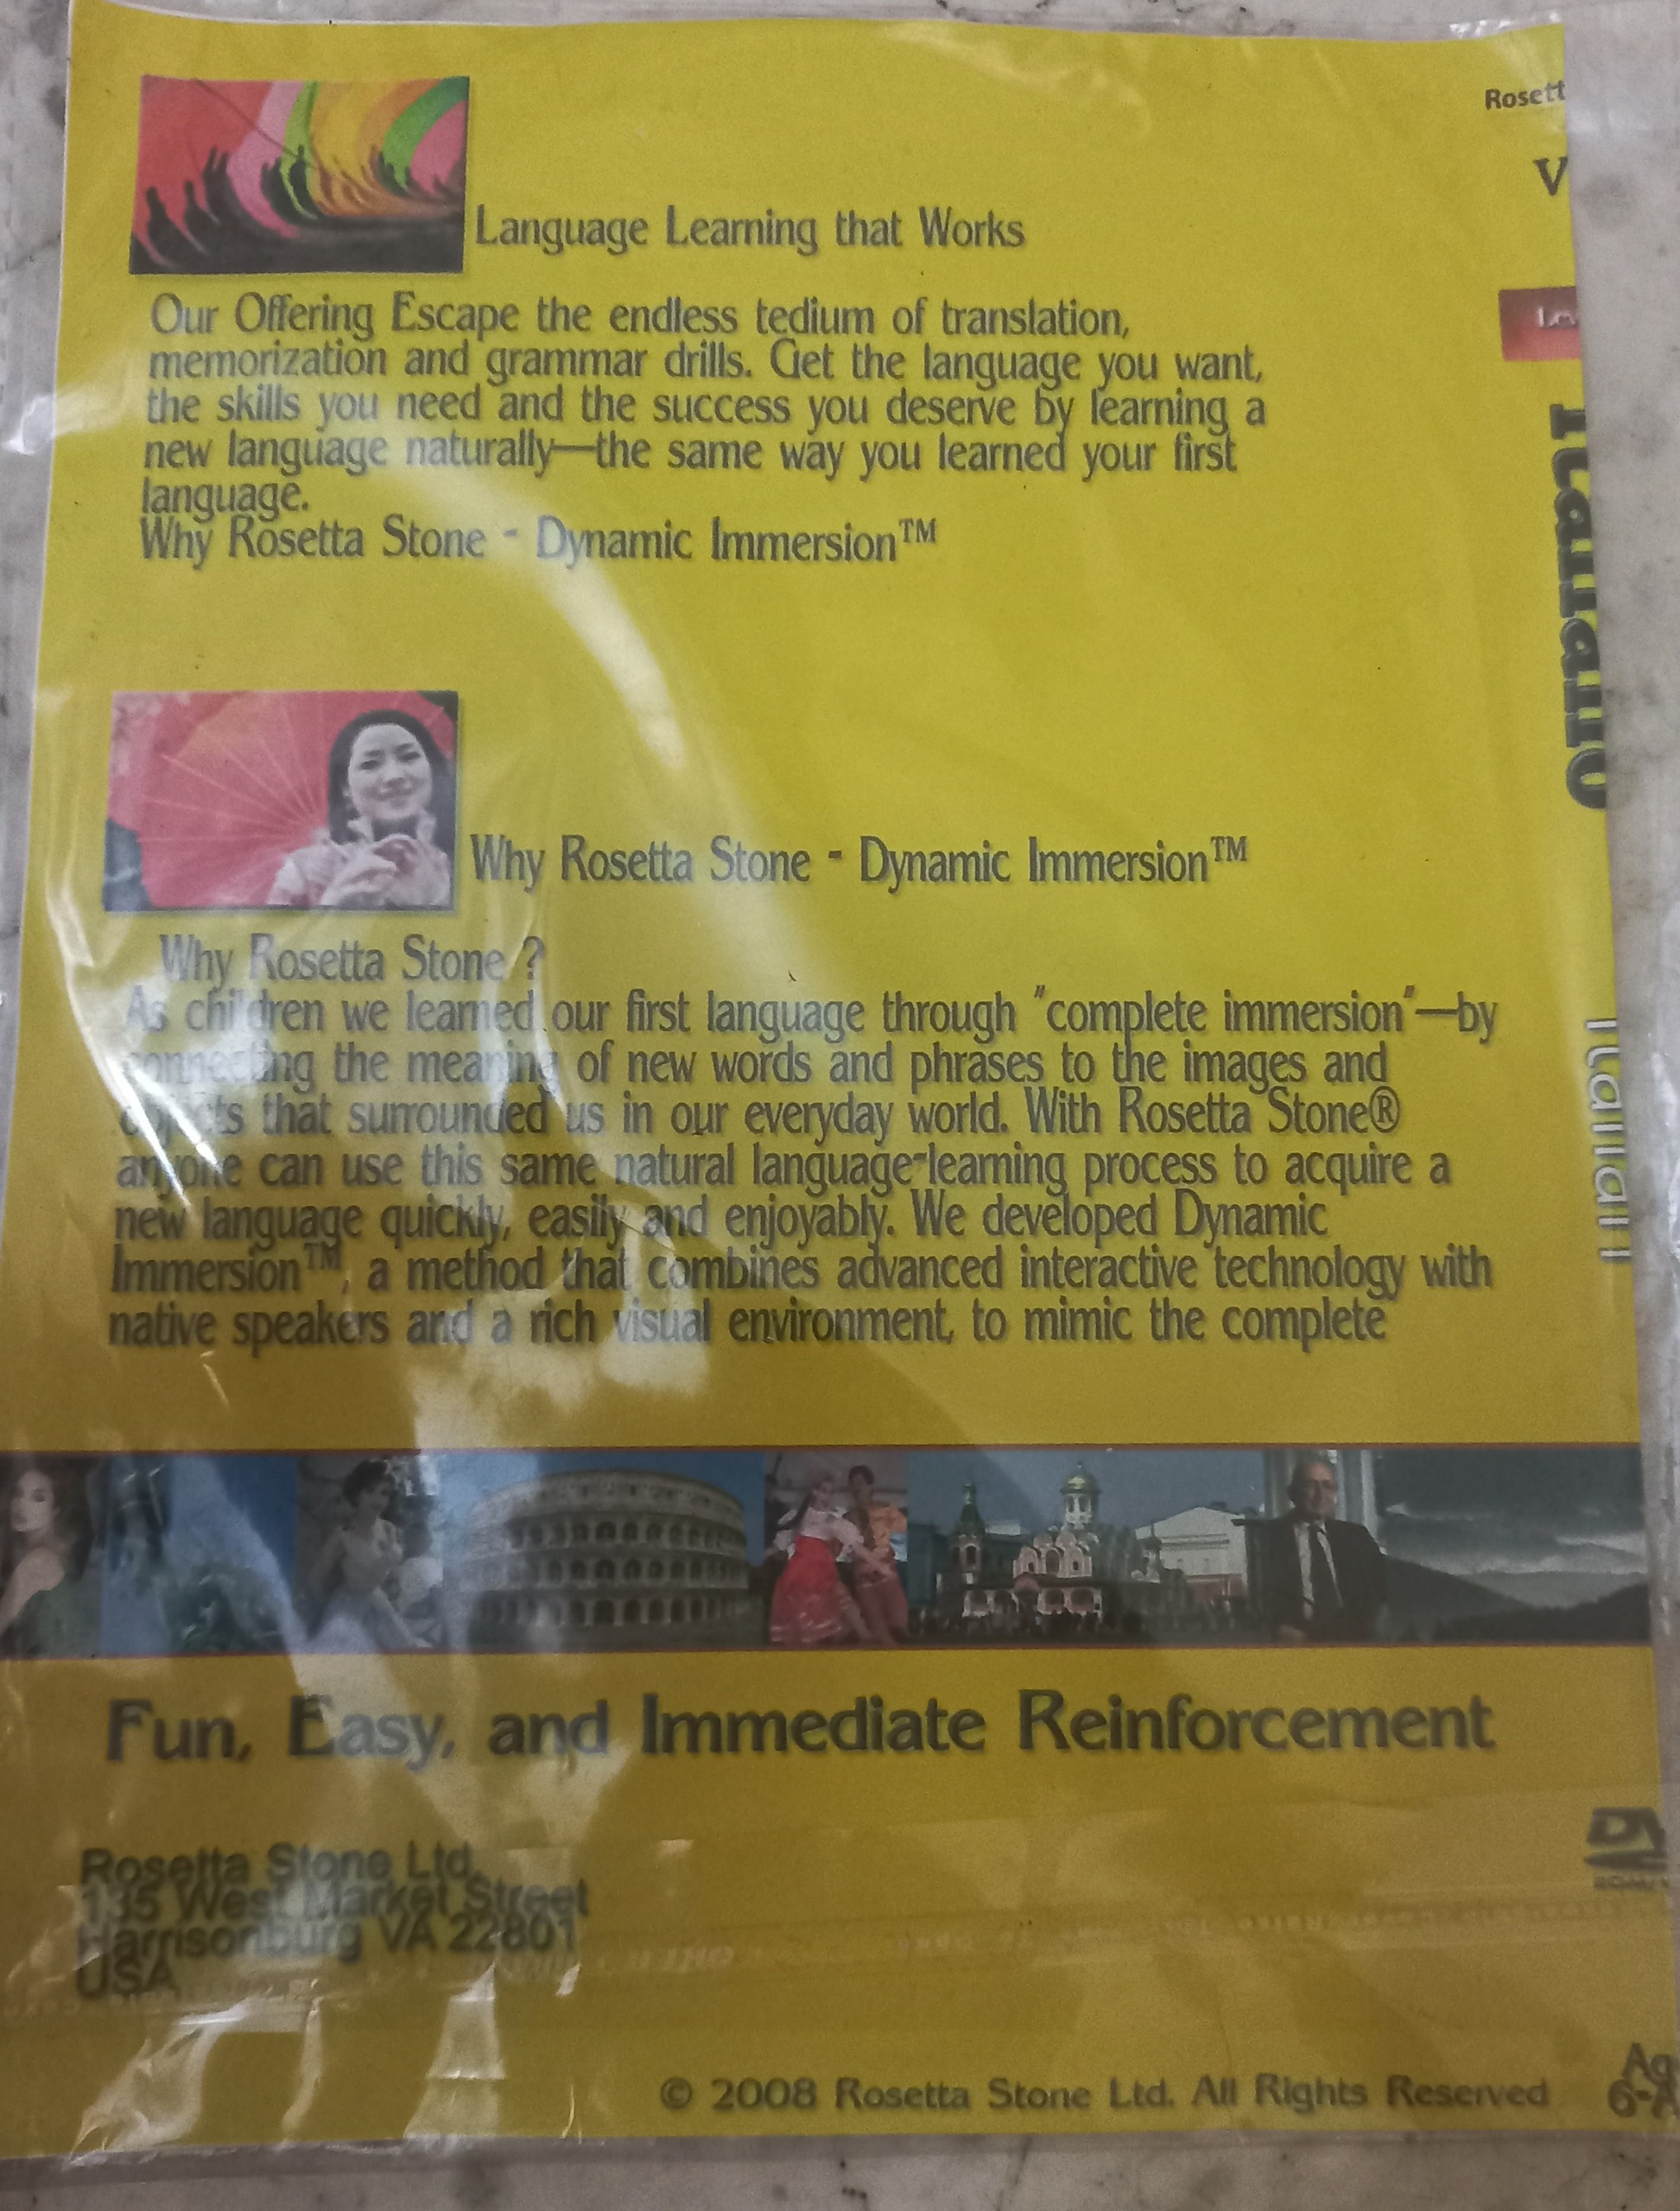 Rosett
V
Language Learning that Works
Our Offering Escape the endless tedium of translation,
memorization and grammar drills. Get the language you want,
the skills you need and the success you deserve by learning a
new language naturally—the same way you learned your first
language.
Why Rosetta Stone - Dynamic Immersion™
Italiano
Why Rosetta Stone - Dynamic Immersion™
Why Rosetta Stone ?
As children we learned our first language through "complete immersion"—by
connecting the meaning of new words and phrases to the images and
objects that surrounded us in our everyday world. With Rosetta Stone®
anyone can use this same natural language-learning process to acquire a
new language quickly, easily and enjoyably. We developed Dynamic
Immersion™, a method that combines advanced interactive technology with
native speakers and a rich visual environment, to mimic the complete
Italian
Fun, Easy, and Immediate Reinforcement
Rosetta Stone Ltd.
135 West Market Street
Harrisonburg VA 22801
USA
© 2008 Rosetta Stone Ltd. All Rights Reserved
Ag
6-A